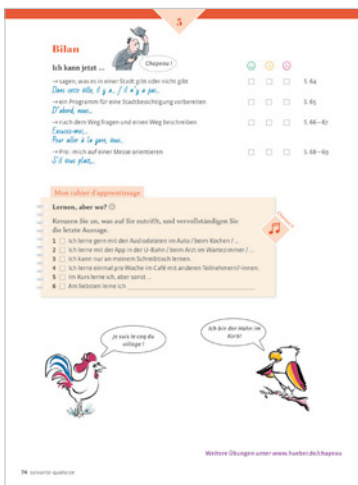 5
Bilan
Ich kann jetzt ...
Chapeau !
→ sagen, was es in einer Stadt gibt oder nicht gibt
S. 64
Dans cette ville, il y a... / il n'y a pas...
→ ein Programm für eine Stadtbesichtigung vorbereiten
S. 65
D'abord, nous...
→ nach dem Weg fragen und einen Weg beschreiben
S. 66–67
Excusez-moi,...
Pour aller à la gare, vous...
→ Pro : mich auf einer Messe orientieren
S. 68–69
S'il vous plaît,...
Mon cahier d'apprentissage
Lernen, aber wo?
Kreuzen Sie an, was auf Sie zutrifft, und vervollständigen Sie
die letzte Aussage.
1 Ich lerne gern mit den Audiodateien im Auto / beim Kochen / ...
2 Ich lerne mit der App in der U-Bahn / beim Arzt im Wartezimmer / ...
3 Ich kann nur an meinem Schreibtisch lernen.
4 Ich lerne einmal pro Woche im Café mit anderen Teilnehmern/-innen.
5 Im Kurs lerne ich, aber sonst ...
6 Am liebsten lerne ich
Je suis le coq du
village !
Ich bin der Hahn im
Korb!
Weitere Übungen unter www.hueber.de/chapeau
74 soixante-quatorze